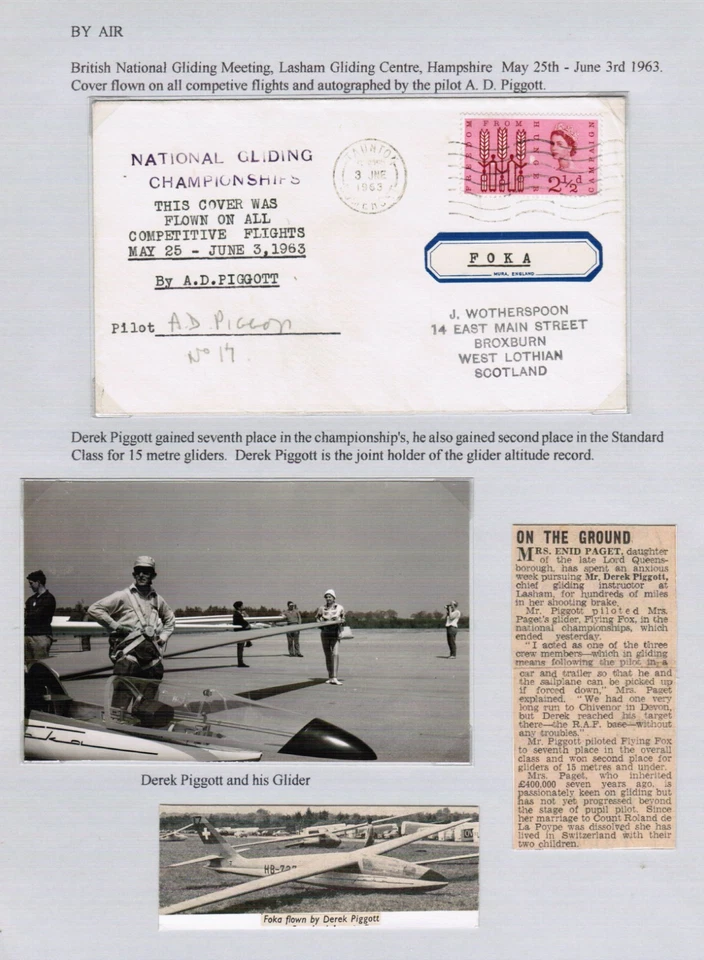 BY AIR
British National Gliding Meeting, Lasham Gliding Centre, Hampshire May 25th - June 3rd 1963.
Cover flown on all competive flights and autographed by the pilot A. D. Piggott.
NATIONAL GLIDING
CHAMPIONSHIPS
THIS COVER WAS
FLOWN ON ALL
COMPETITIVE FLIGHTS
MAY 25 - JUNE 3,1963
By A.D.PIGGOTT
Pilot A.D. Piggott
No 17.
TAUNTON
3 JNE
1963
FREEDOM FROM HUNGER CAMPAIGN
2½d
FOKA
J. WOTHERSPOON
14 EAST MAIN STREET
BROXBURN
WEST LOTHIAN
SCOTLAND
Derek Piggott gained seventh place in the championship's, he also gained second place in the Standard
Class for 15 metre gliders. Derek Piggott is the joint holder of the glider altitude record.
Derek Piggott and his Glider
ON THE GROUND
MRS. ENID PAGET, daughter
of the late Lord Queens-
borough, has spent an anxious
week pursuing Mr. Derek Piggott,
chief gliding instructor at
Lasham, for hundreds of miles
in her shooting brake.
Mr. Piggott piloted Mrs.
Paget's glider, Flying Fox, in the
national championships, which
ended yesterday.
"I acted as one of the three
crew members—which in gliding
means following the pilot in a
car and trailer so that he and
the sailplane can be picked up
if forced down," Mrs. Paget
explained. "We had one very
long run to Chivenor in Devon,
but Derek reached his target
there—the R.A.F. base—without
any troubles."
Mr. Piggott piloted Flying Fox
to seventh place in the overall
class and won second place for
gliders of 15 metres and under.
Mrs. Paget, who inherited
£400,000 seven years ago, is
passionately keen on gliding but
has not yet progressed beyond
the stage of pupil pilot. Since
her marriage to Count Roland de
La Poype was dissolved she has
lived in Switzerland with their
two children.
17
HB-
Foka flown by Derek Piggott